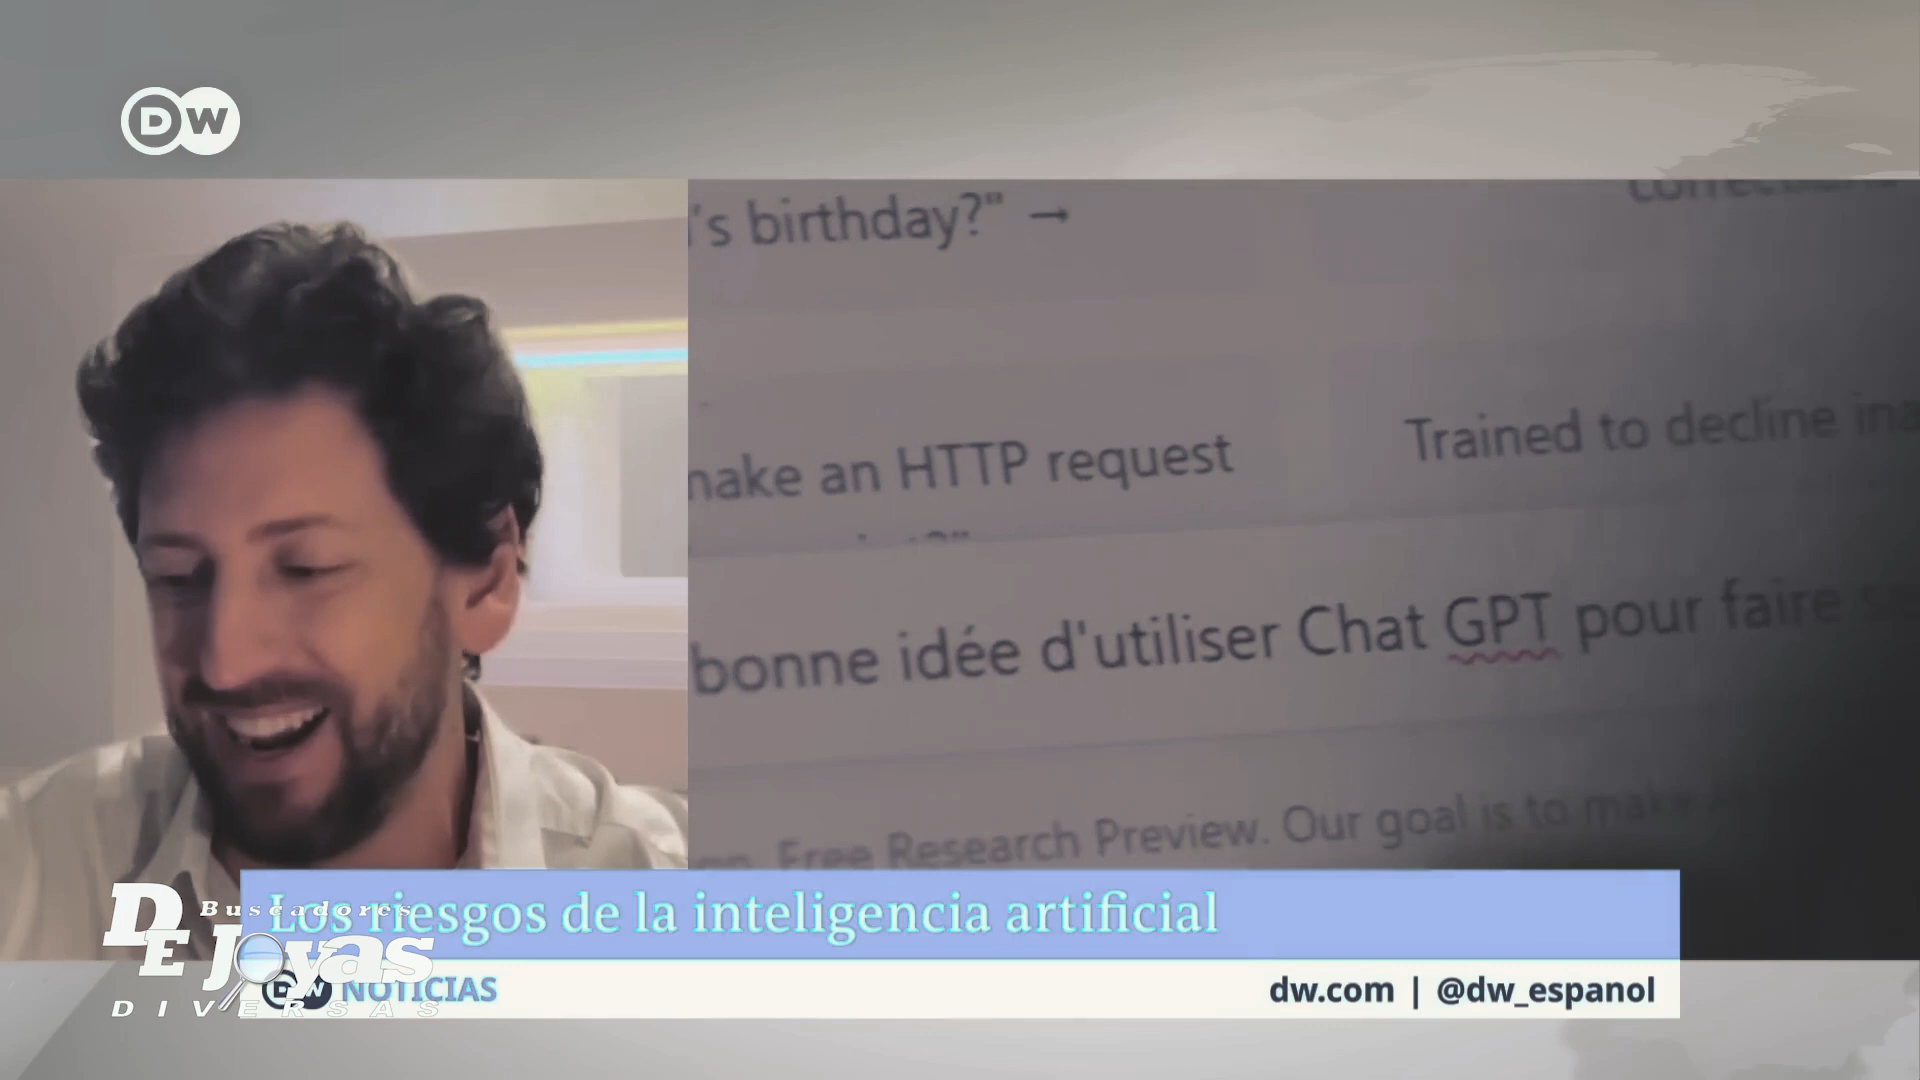 DW
's birthday?" →
make an HTTP request
Trained to decline ina
bonne idée d'utiliser Chat GPT pour faire
Free Research Preview. Our goal is to make
Los riesgos de la inteligencia artificial
DW NOTICIAS
dw.com | @dw_espanol
Buscadores
DE Joyas
DIVERSAS